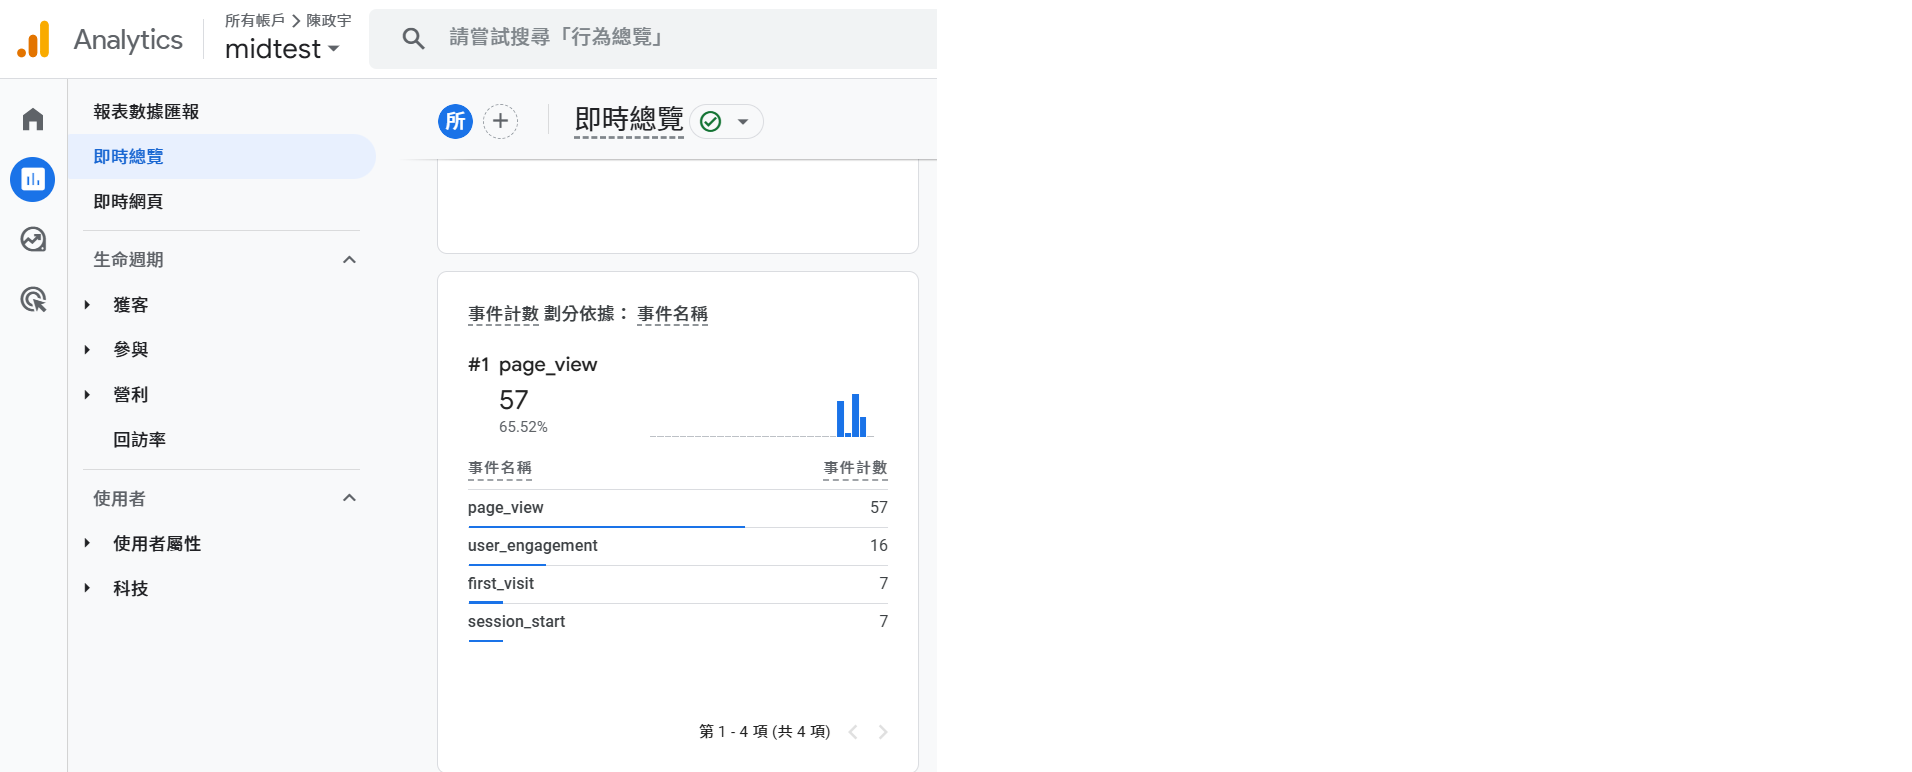 Analytics
所有帳戶 > 陳政宇
midtest
請嘗試搜尋「行為總覽」
報表數據匯報
即時總覽
即時網頁
生命週期
獲客
參與
營利
回訪率
使用者
使用者屬性
科技
所
即時總覽
事件計數 劃分依據： 事件名稱
#1 page_view
57
65.52%
事件名稱 事件計數
page_view 57
user_engagement 16
first_visit 7
session_start 7
第 1 - 4 項 (共 4 項)